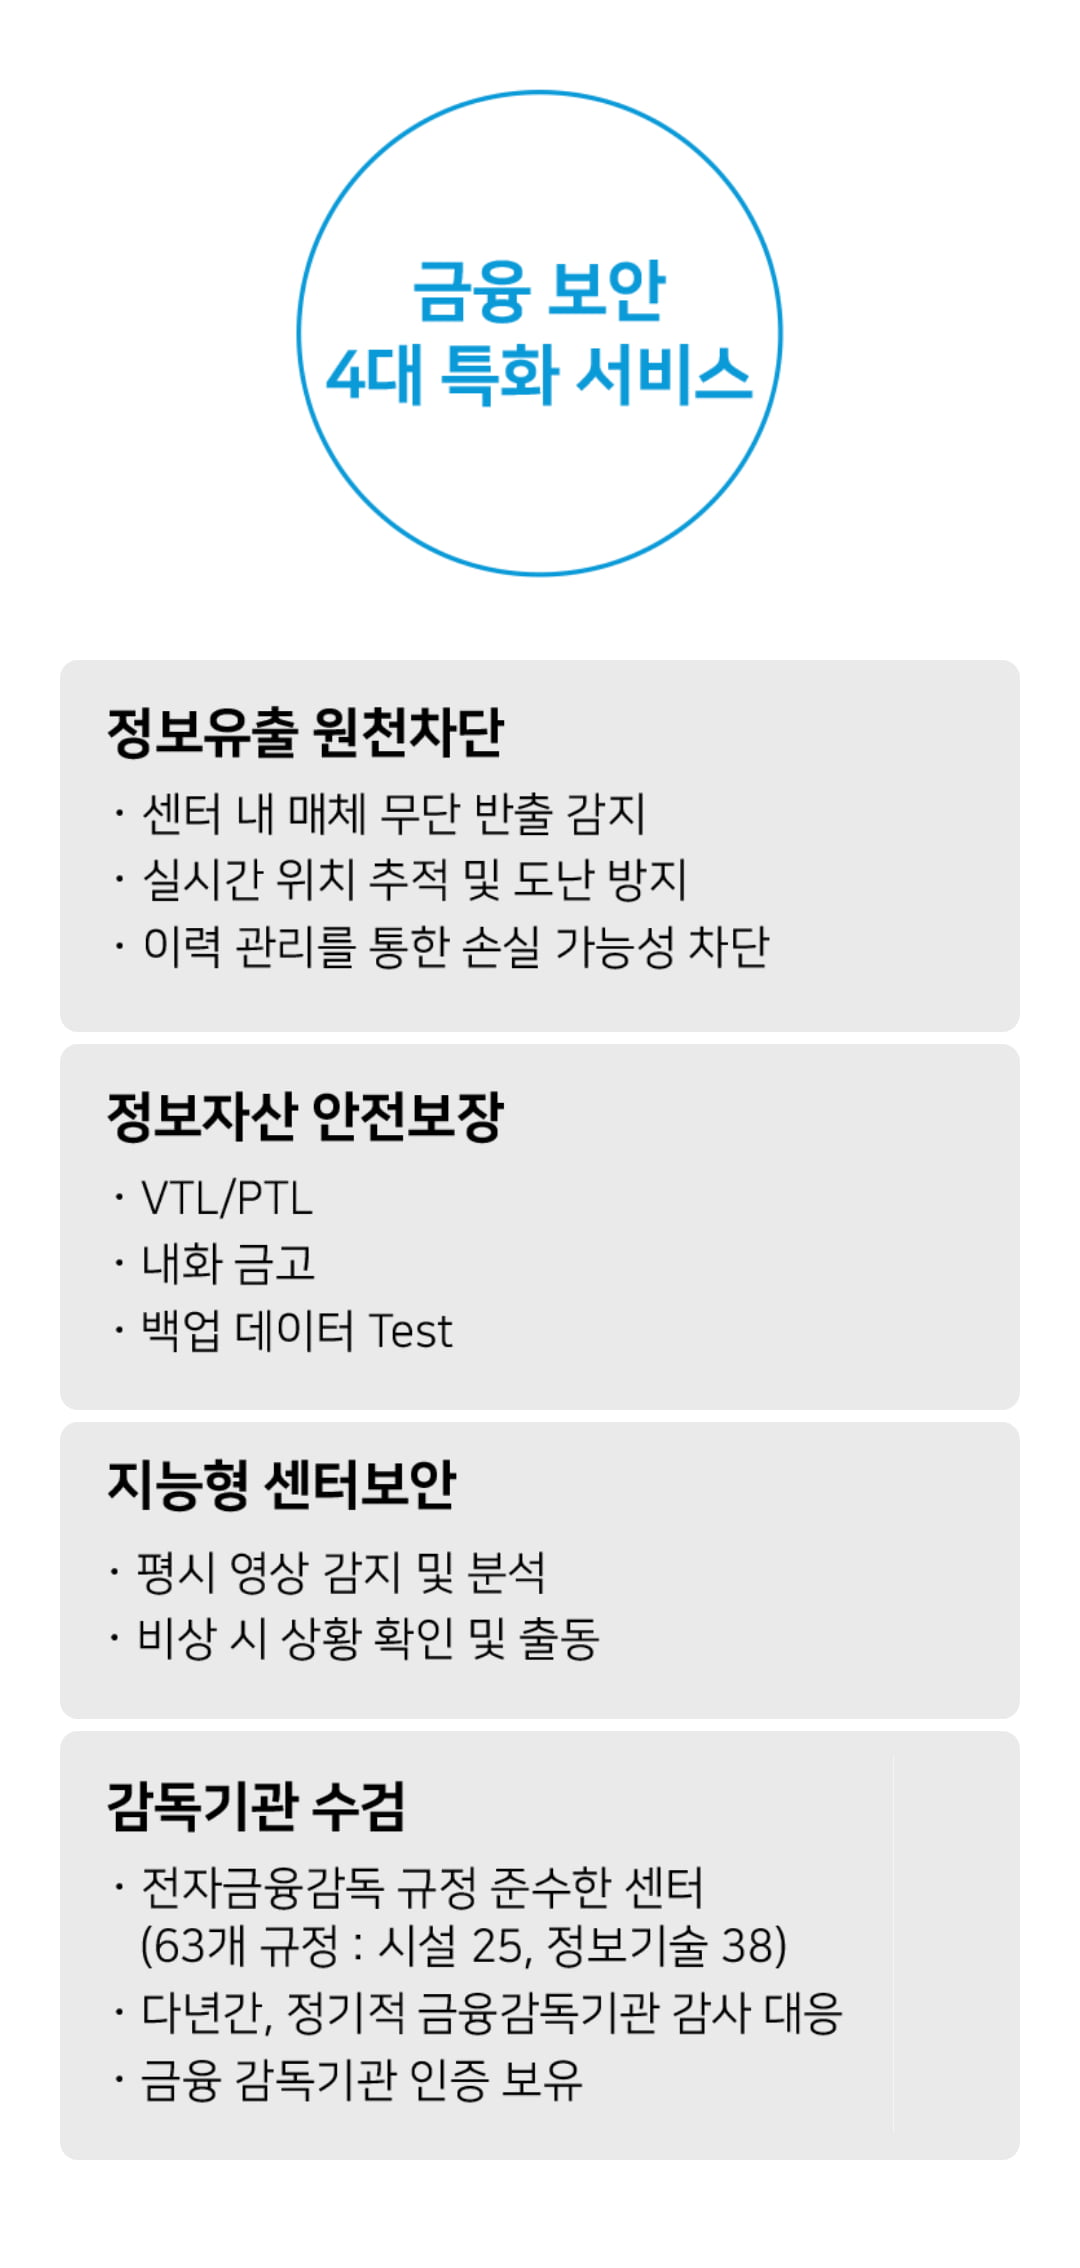 금융 보안
4대 특화 서비스
정보유출 원천차단
· 센터 내 매체 무단 반출 감지
· 실시간 위치 추적 및 도난 방지
· 이력 관리를 통한 손실 가능성 차단
정보자산 안전보장
· VTL/PTL
· 내화 금고
· 백업 데이터 Test
지능형 센터보안
· 평시 영상 감지 및 분석
· 비상 시 상황 확인 및 출동
감독기관 수검
· 전자금융감독 규정 준수한 센터
(63개 규정 : 시설 25, 정보기술 38)
· 다년간, 정기적 금융감독기관 감사 대응
· 금융 감독기관 인증 보유